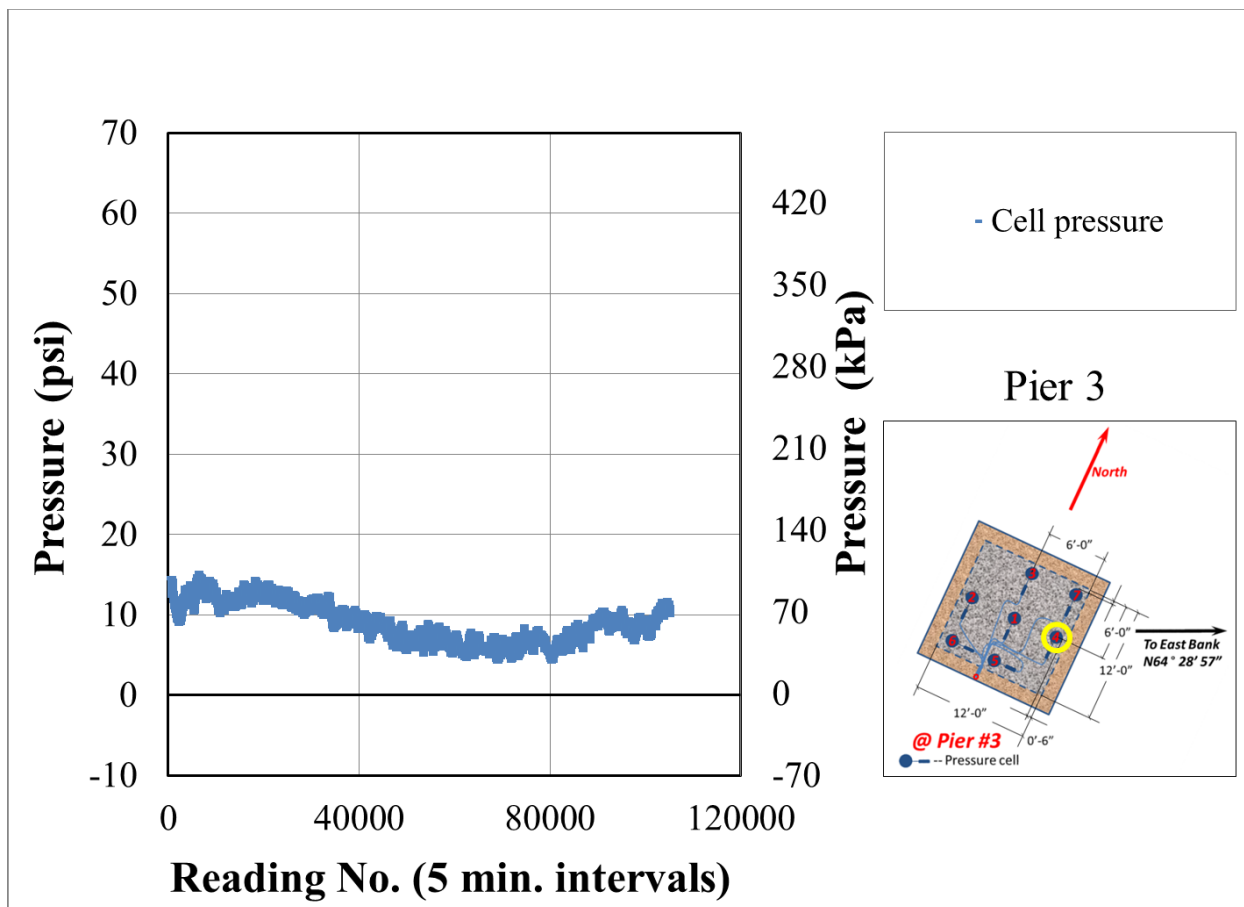 70
60
50
40
30
20
10
0
-10
Pressure (psi)
0
40000
80000
120000
Reading No. (5 min. intervals)
420
350
280
210
140
70
0
-70
Pressure (kPa)
Cell pressure
Pier 3
North
6'-0"
6'-0"
12'-0"
To East Bank
N64 ° 28' 57"
12'-0"
0'-6"
@ Pier #3
-- Pressure cell